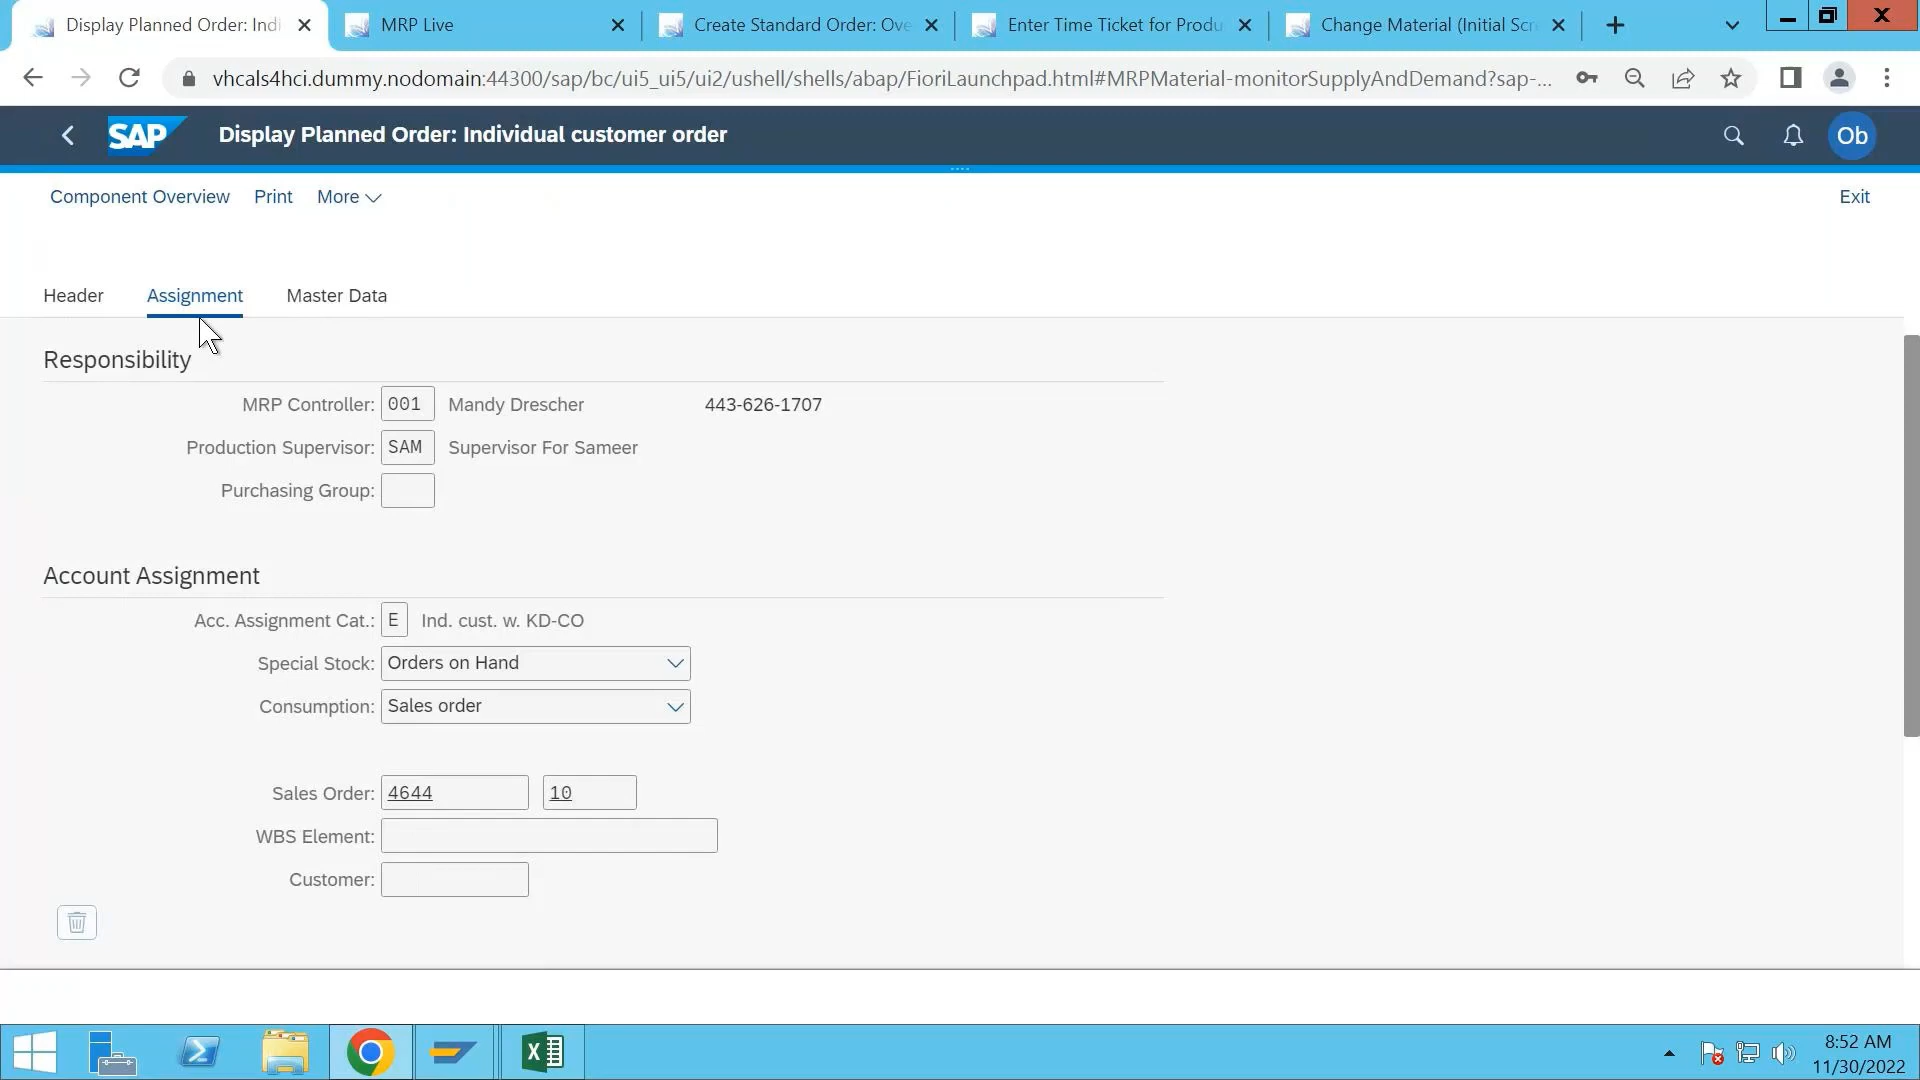 Display Planned Order: Indi
MRP Live
Create Standard Order: Ove
Enter Time Ticket for Produ
Change Material (Initial Scre
vhcals4hci.dummy.nodomain:44300/sap/bc/ui5_ui5/ui2/ushell/shells/abap/FioriLaunchpad.html#MRPMaterial-monitorSupplyAndDemand?sap-...
SAP
Display Planned Order: Individual customer order
Ob
Component Overview
Print
More
Exit
Header
Assignment
Master Data
Responsibility
MRP Controller: 001 Mandy Drescher 443-626-1707
Production Supervisor: SAM Supervisor For Sameer
Purchasing Group:
Account Assignment
Acc. Assignment Cat.: E Ind. cust. w. KD-CO
Special Stock: Orders on Hand
Consumption: Sales order
Sales Order: 4644 10
WBS Element:
Customer:
8:52 AM
11/30/2022